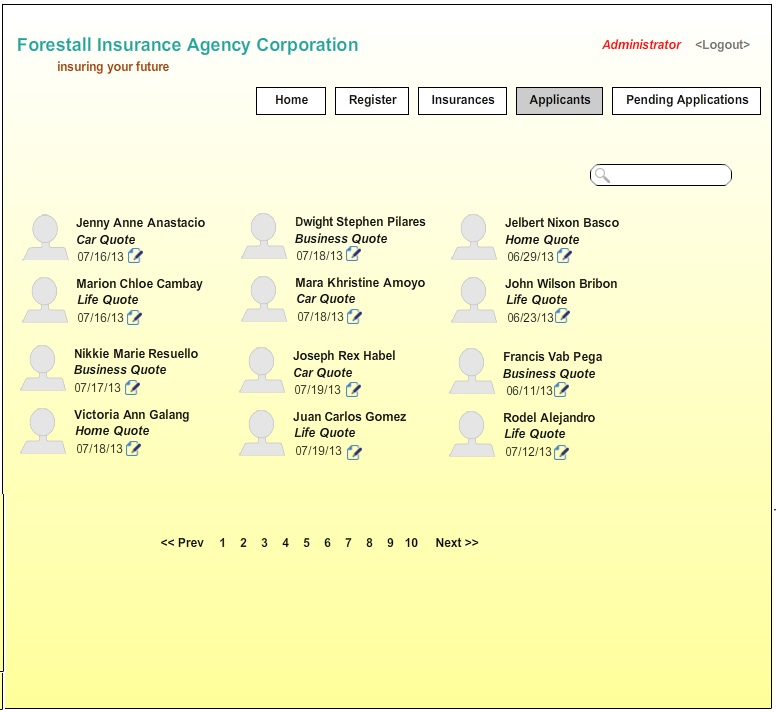 Forestall Insurance Agency Corporation
insuring your future
Administrator <Logout>
Home Register Insurances Applicants Pending Applications
Jenny Anne Anastacio
Car Quote
07/16/13
Dwight Stephen Pilares
Business Quote
07/18/13
Jelbert Nixon Basco
Home Quote
06/29/13
Marion Chloe Cambay
Life Quote
07/16/13
Mara Khristine Amoyo
Car Quote
07/18/13
John Wilson Bribon
Life Quote
06/23/13
Nikkie Marie Resuello
Business Quote
07/17/13
Joseph Rex Habel
Car Quote
07/19/13
Francis Vab Pega
Business Quote
06/11/13
Victoria Ann Galang
Home Quote
07/18/13
Juan Carlos Gomez
Life Quote
07/19/13
Rodel Alejandro
Life Quote
07/12/13
<< Prev 1 2 3 4 5 6 7 8 9 10 Next >>